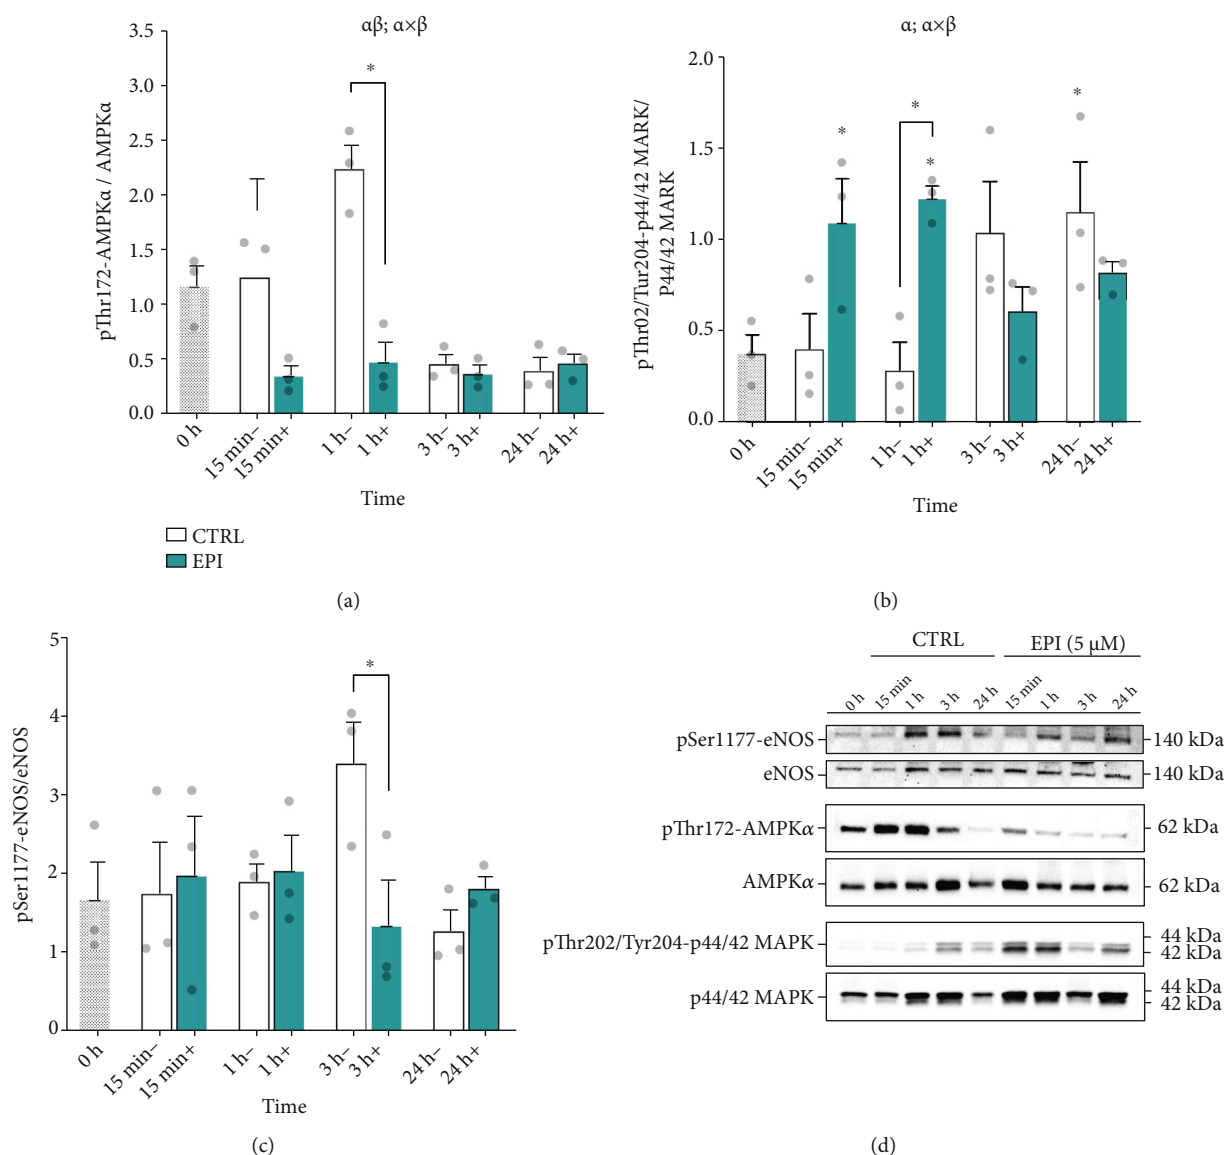 αβ; α×β
*
3.5
3.0
2.5
2.0
1.5
1.0
0.5
0.0
pThr172-AMPKα / AMPKα
0 h
15 min−
15 min+
1 h−
1 h+
3 h−
3 h+
24 h−
24 h+
Time
CTRL
EPI
(a)
α; α×β
*
*
*
*
2.0
1.5
1.0
0.5
0.0
pThr02/Tur204-p44/42 MARK/
P44/42 MARK
0 h
15 min−
15 min+
1 h−
1 h+
3 h−
3 h+
24 h−
24 h+
Time
(b)
*
5
4
3
2
1
0
pSer1177-eNOS/eNOS
0 h
15 min−
15 min+
1 h−
1 h+
3 h−
3 h+
24 h−
24 h+
Time
(c)
CTRL EPI (5 μM)
0 h 15 min 1 h 3 h 24 h 15 min 1 h 3 h 24 h
pSer1177-eNOS 140 kDa
eNOS 140 kDa
pThr172-AMPKα 62 kDa
AMPKα 62 kDa
pThr202/Tyr204-p44/42 MAPK 44 kDa
42 kDa
p44/42 MAPK 44 kDa
42 kDa
(d)